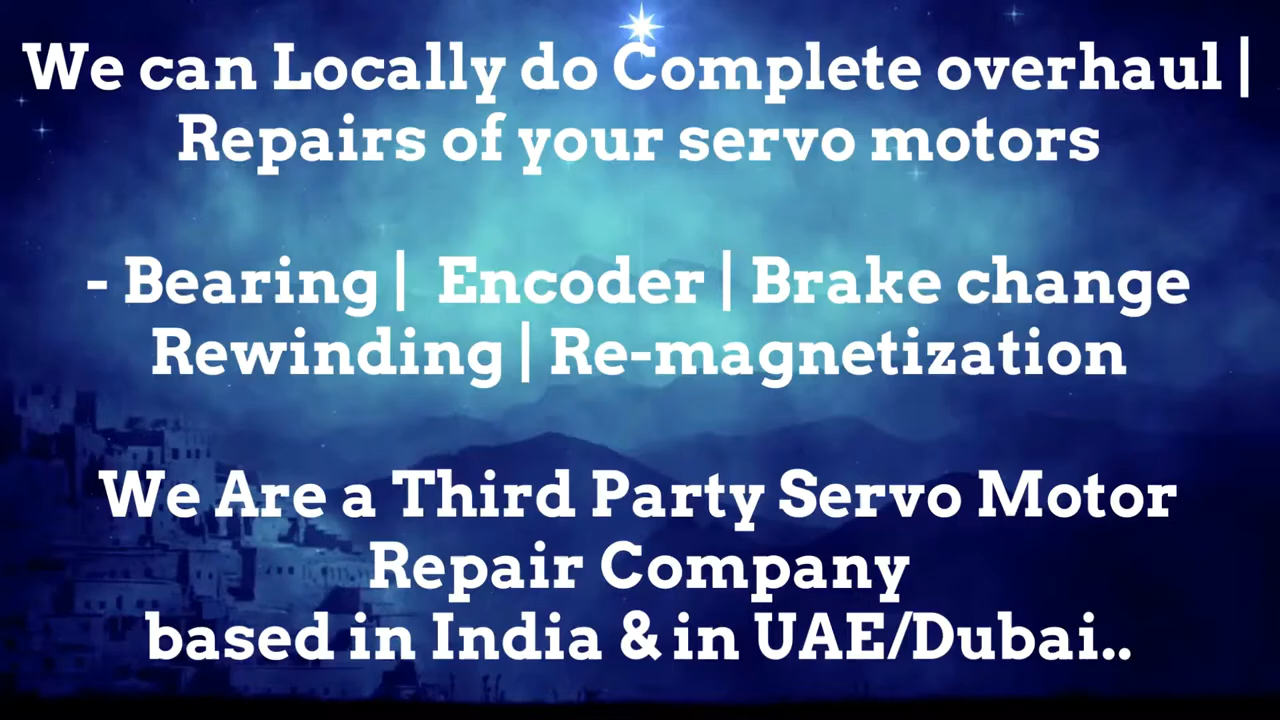 We can Locally do Complete overhaul |
Repairs of your servo motors
- Bearing | Encoder | Brake change
Rewinding | Re-magnetization
We Are a Third Party Servo Motor
Repair Company
based in India & in UAE/Dubai..